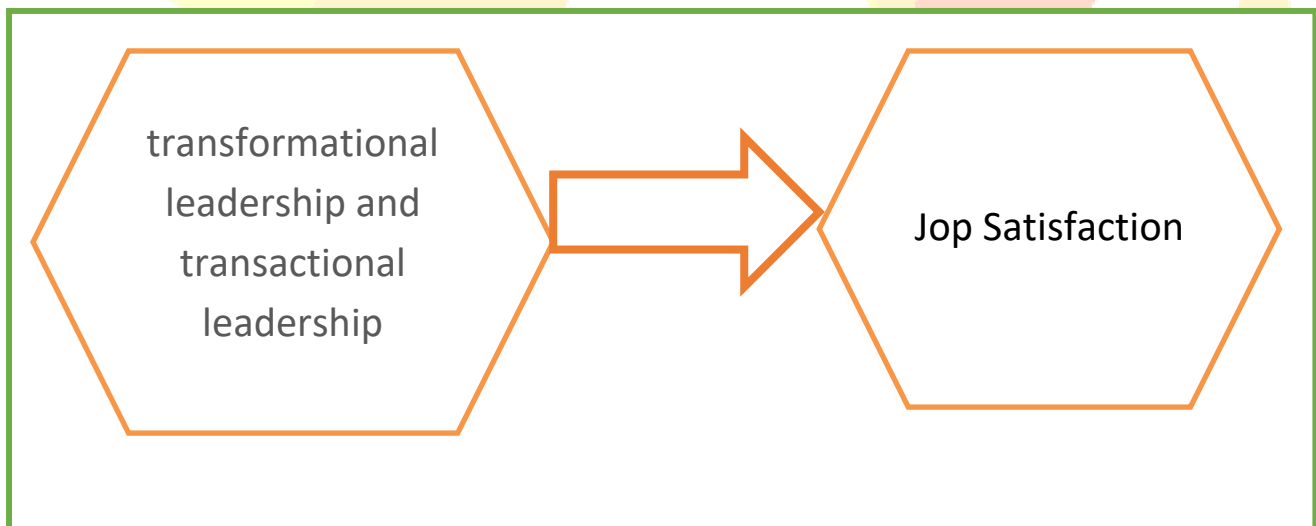 transformational
leadership and
transactional
leadership
Jop Satisfaction